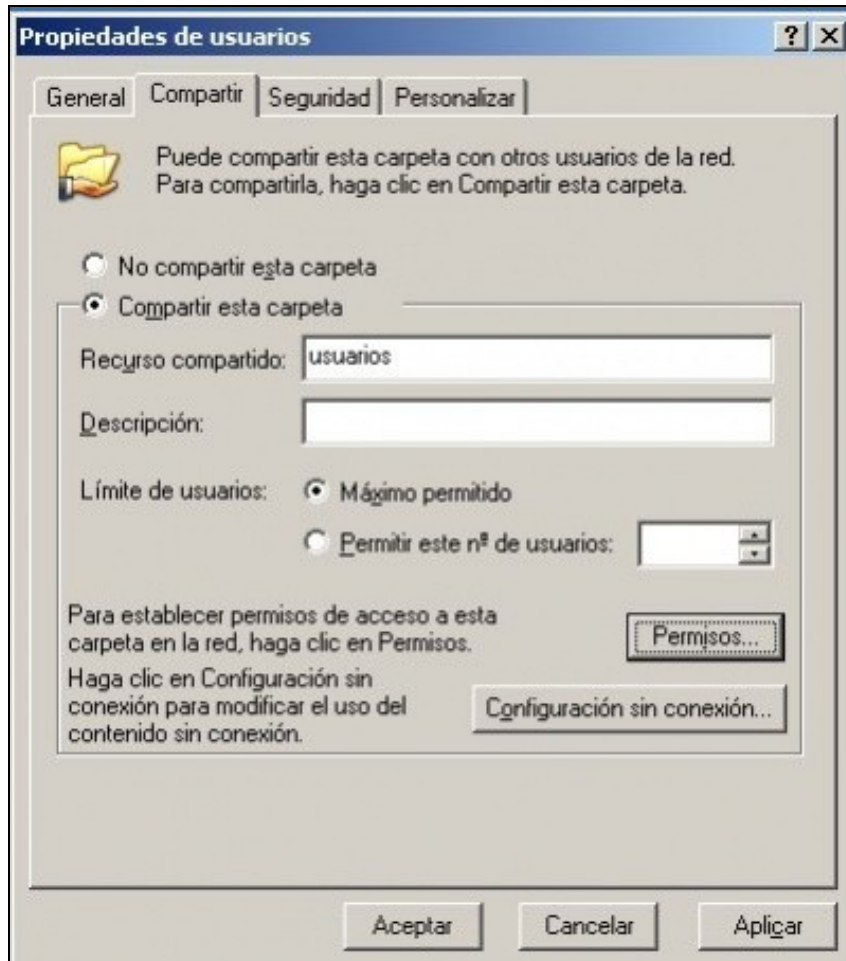 Propiedades de usuarios
General Compartir Seguridad Personalizar
Puede compartir esta carpeta con otros usuarios de la red.
Para compartirla, haga clic en Compartir esta carpeta.
No compartir esta carpeta
Compartir esta carpeta
Recurso compartido: usuarios
Descripción:
Límite de usuarios: Máximo permitido
Permitir este nº de usuarios:
Para establecer permisos de acceso a esta
carpeta en la red, haga clic en Permisos.
Permisos...
Haga clic en Configuración sin
conexión para modificar el uso del
contenido sin conexión.
Configuración sin conexión...
Aceptar Cancelar Aplicar